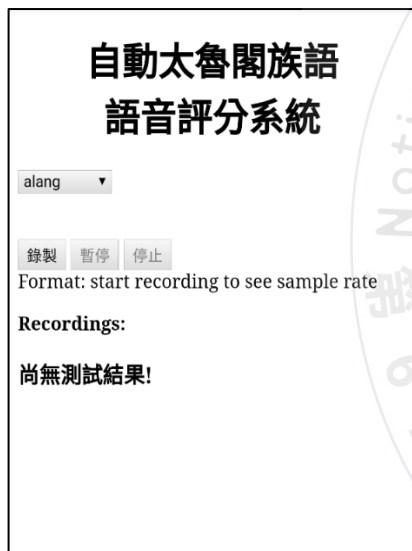 自動太魯閣族語
語音評分系統
alang
錄製 暫停 停止
Format: start recording to see sample rate
Recordings:
尚無測試結果!